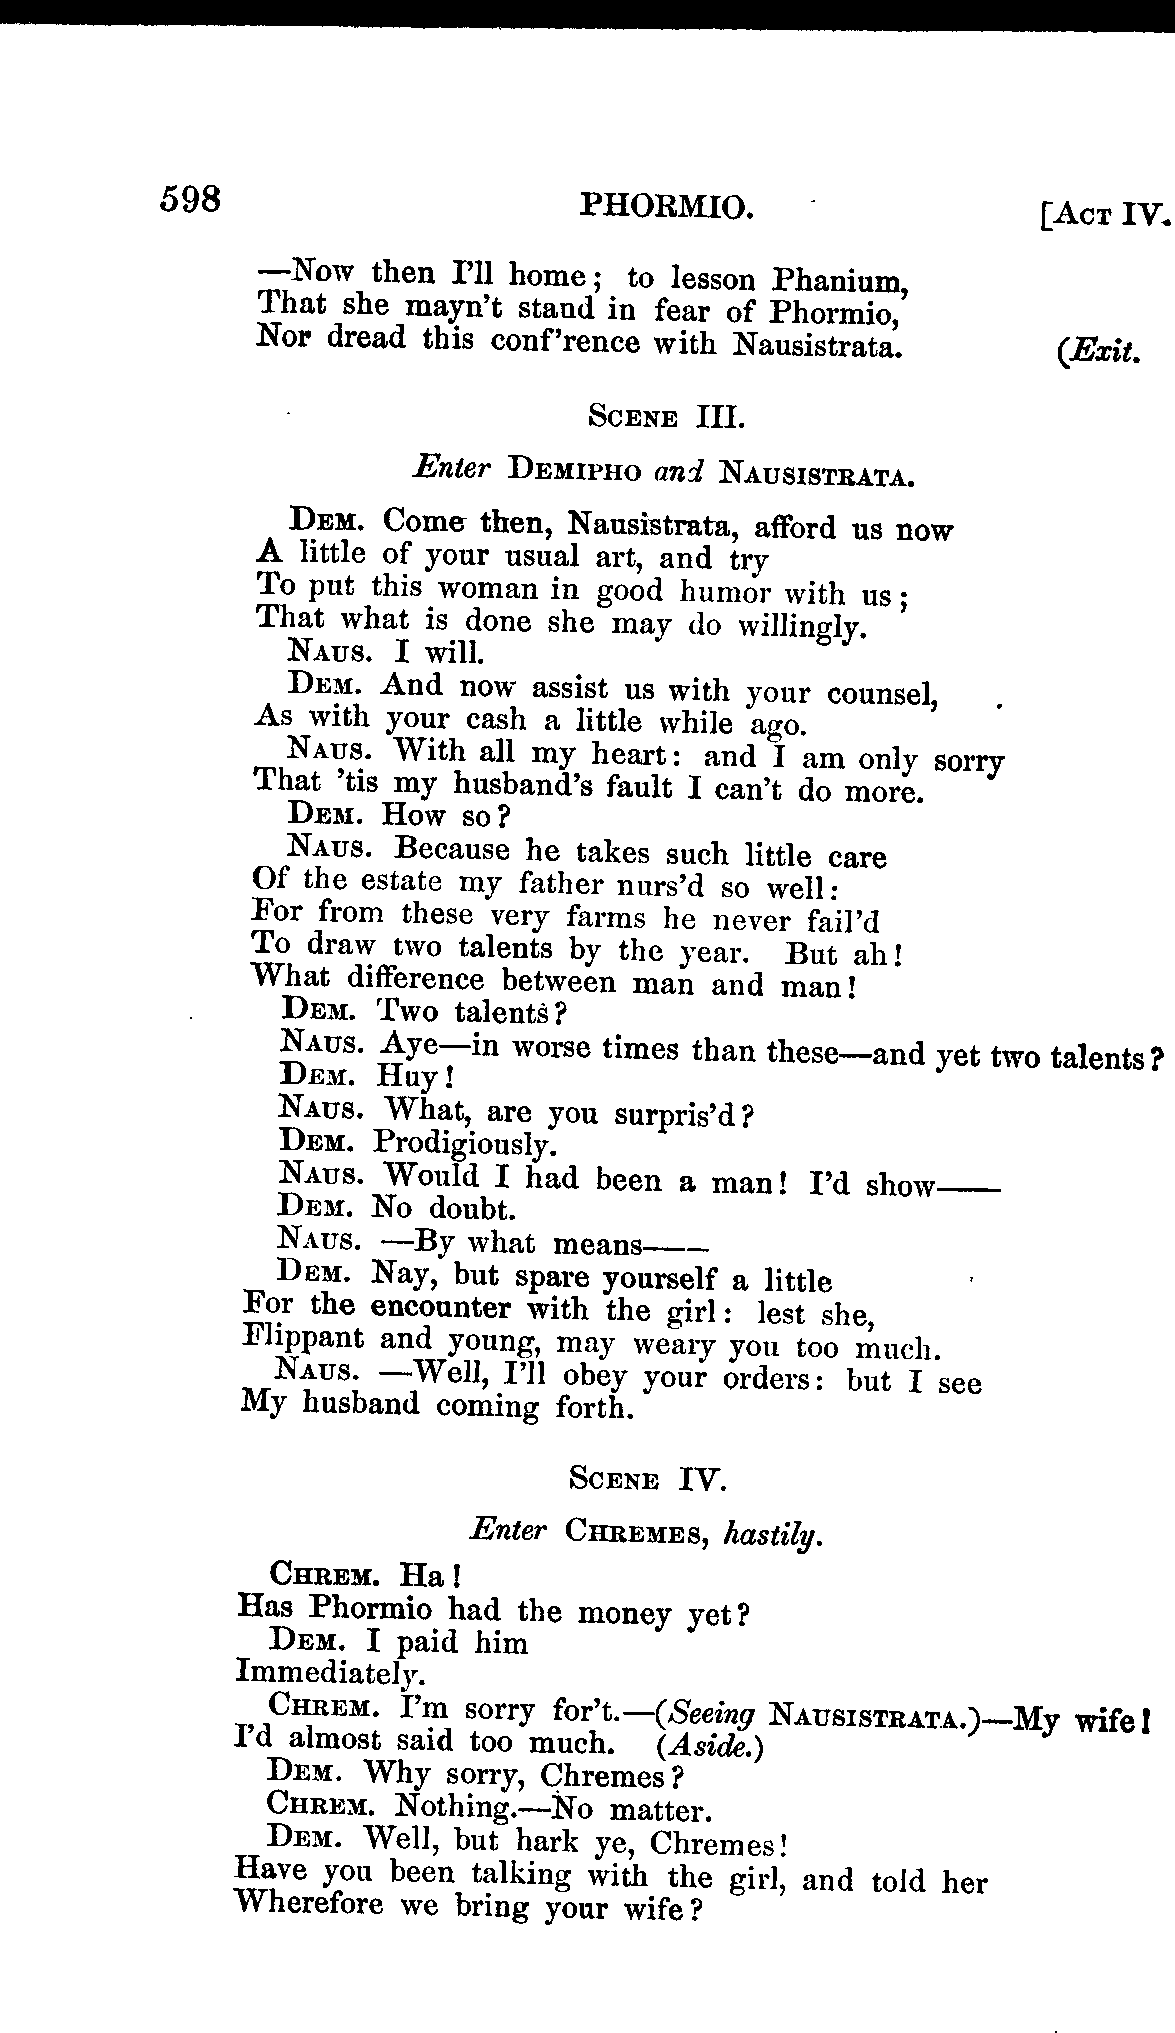 598 PHORMIO. [ACT IV.
—Now then I'll home; to lesson Phanium,
That she mayn't stand in fear of Phormio,
Nor dread this conf'rence with Nausistrata. (Exit.
SCENE III.
Enter DEMIPHO and NAUSISTRATA.
DEM. Come then, Nausistrata, afford us now
A little of your usual art, and try
To put this woman in good humor with us;
That what is done she may do willingly.
NAUS. I will.
DEM. And now assist us with your counsel,
As with your cash a little while ago.
NAUS. With all my heart: and I am only sorry
That 'tis my husband's fault I can't do more.
DEM. How so?
NAUS. Because he takes such little care
Of the estate my father nurs'd so well:
For from these very farms he never fail'd
To draw two talents by the year. But ah!
What difference between man and man!
DEM. Two talents?
NAUS. Aye—in worse times than these—and yet two talents?
DEM. Huy!
NAUS. What, are you surpris'd?
DEM. Prodigiously.
NAUS. Would I had been a man! I'd show——
DEM. No doubt.
NAUS. —By what means——
DEM. Nay, but spare yourself a little
For the encounter with the girl: lest she,
Flippant and young, may weary you too much.
NAUS. —Well, I'll obey your orders: but I see
My husband coming forth.
SCENE IV.
Enter CHREMES, hastily.
CHREM. Ha!
Has Phormio had the money yet?
DEM. I paid him
Immediately.
CHREM. I'm sorry for't.—(Seeing NAUSISTRATA.)—My wife!
I'd almost said too much. (Aside.)
DEM. Why sorry, Chremes?
CHREM. Nothing.—No matter.
DEM. Well, but hark ye, Chremes!
Have you been talking with the girl, and told her
Wherefore we bring your wife?